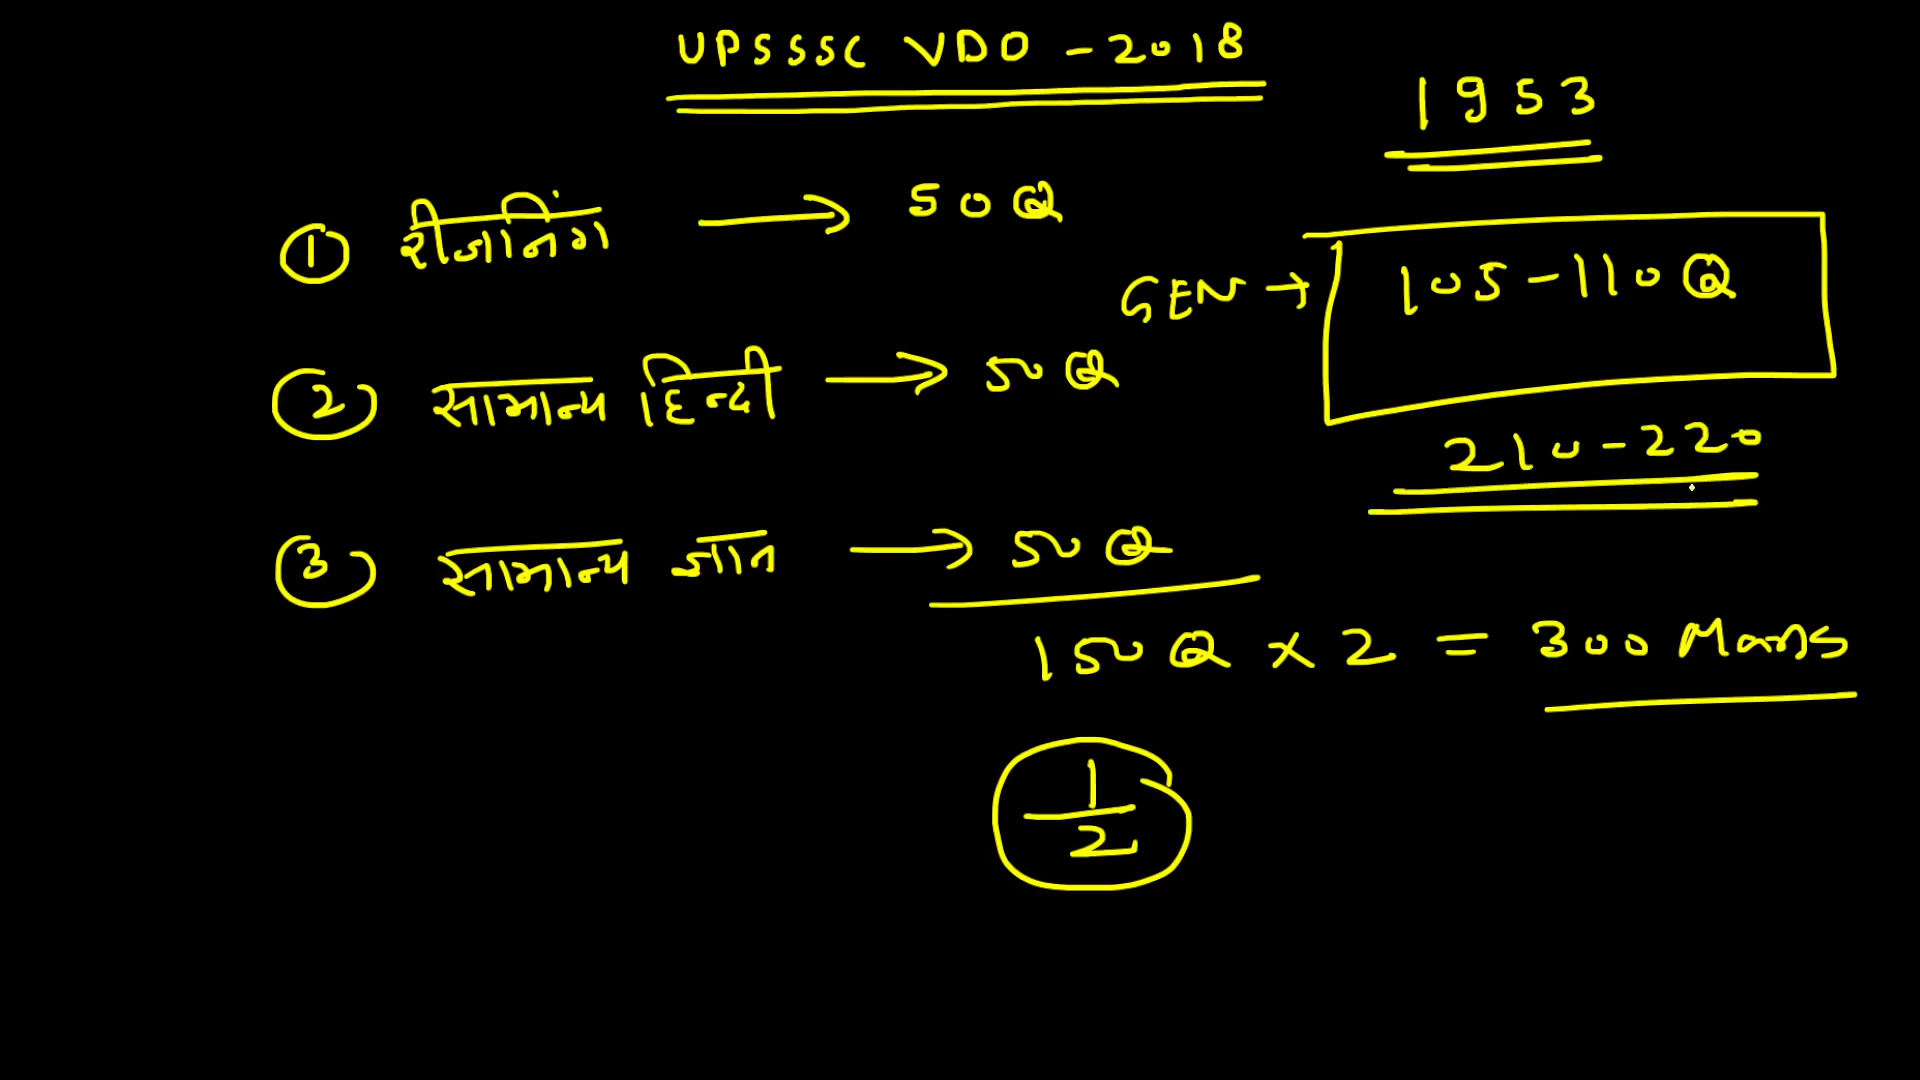 UPSSSC VDO - 2018
1953
① रीजनिंग → 50 Q
GEN → 105 - 110 Q
② सामान्य हिन्दी → 50 Q
210 - 220
③ सामान्य ज्ञान → 50 Q
150 Q × 2 = 300 Marks
1/2